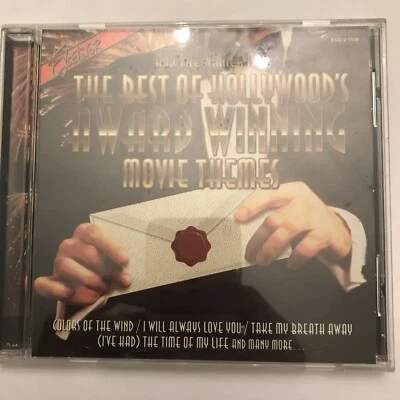 THE BEST OF HOLLYWOOD'S
AWARD WINNING
MOVIE THEMES
COLORS OF THE WIND / I WILL ALWAYS LOVE YOU / TAKE MY BREATH AWAY
(I'VE HAD) THE TIME OF MY LIFE AND MANY MORE...